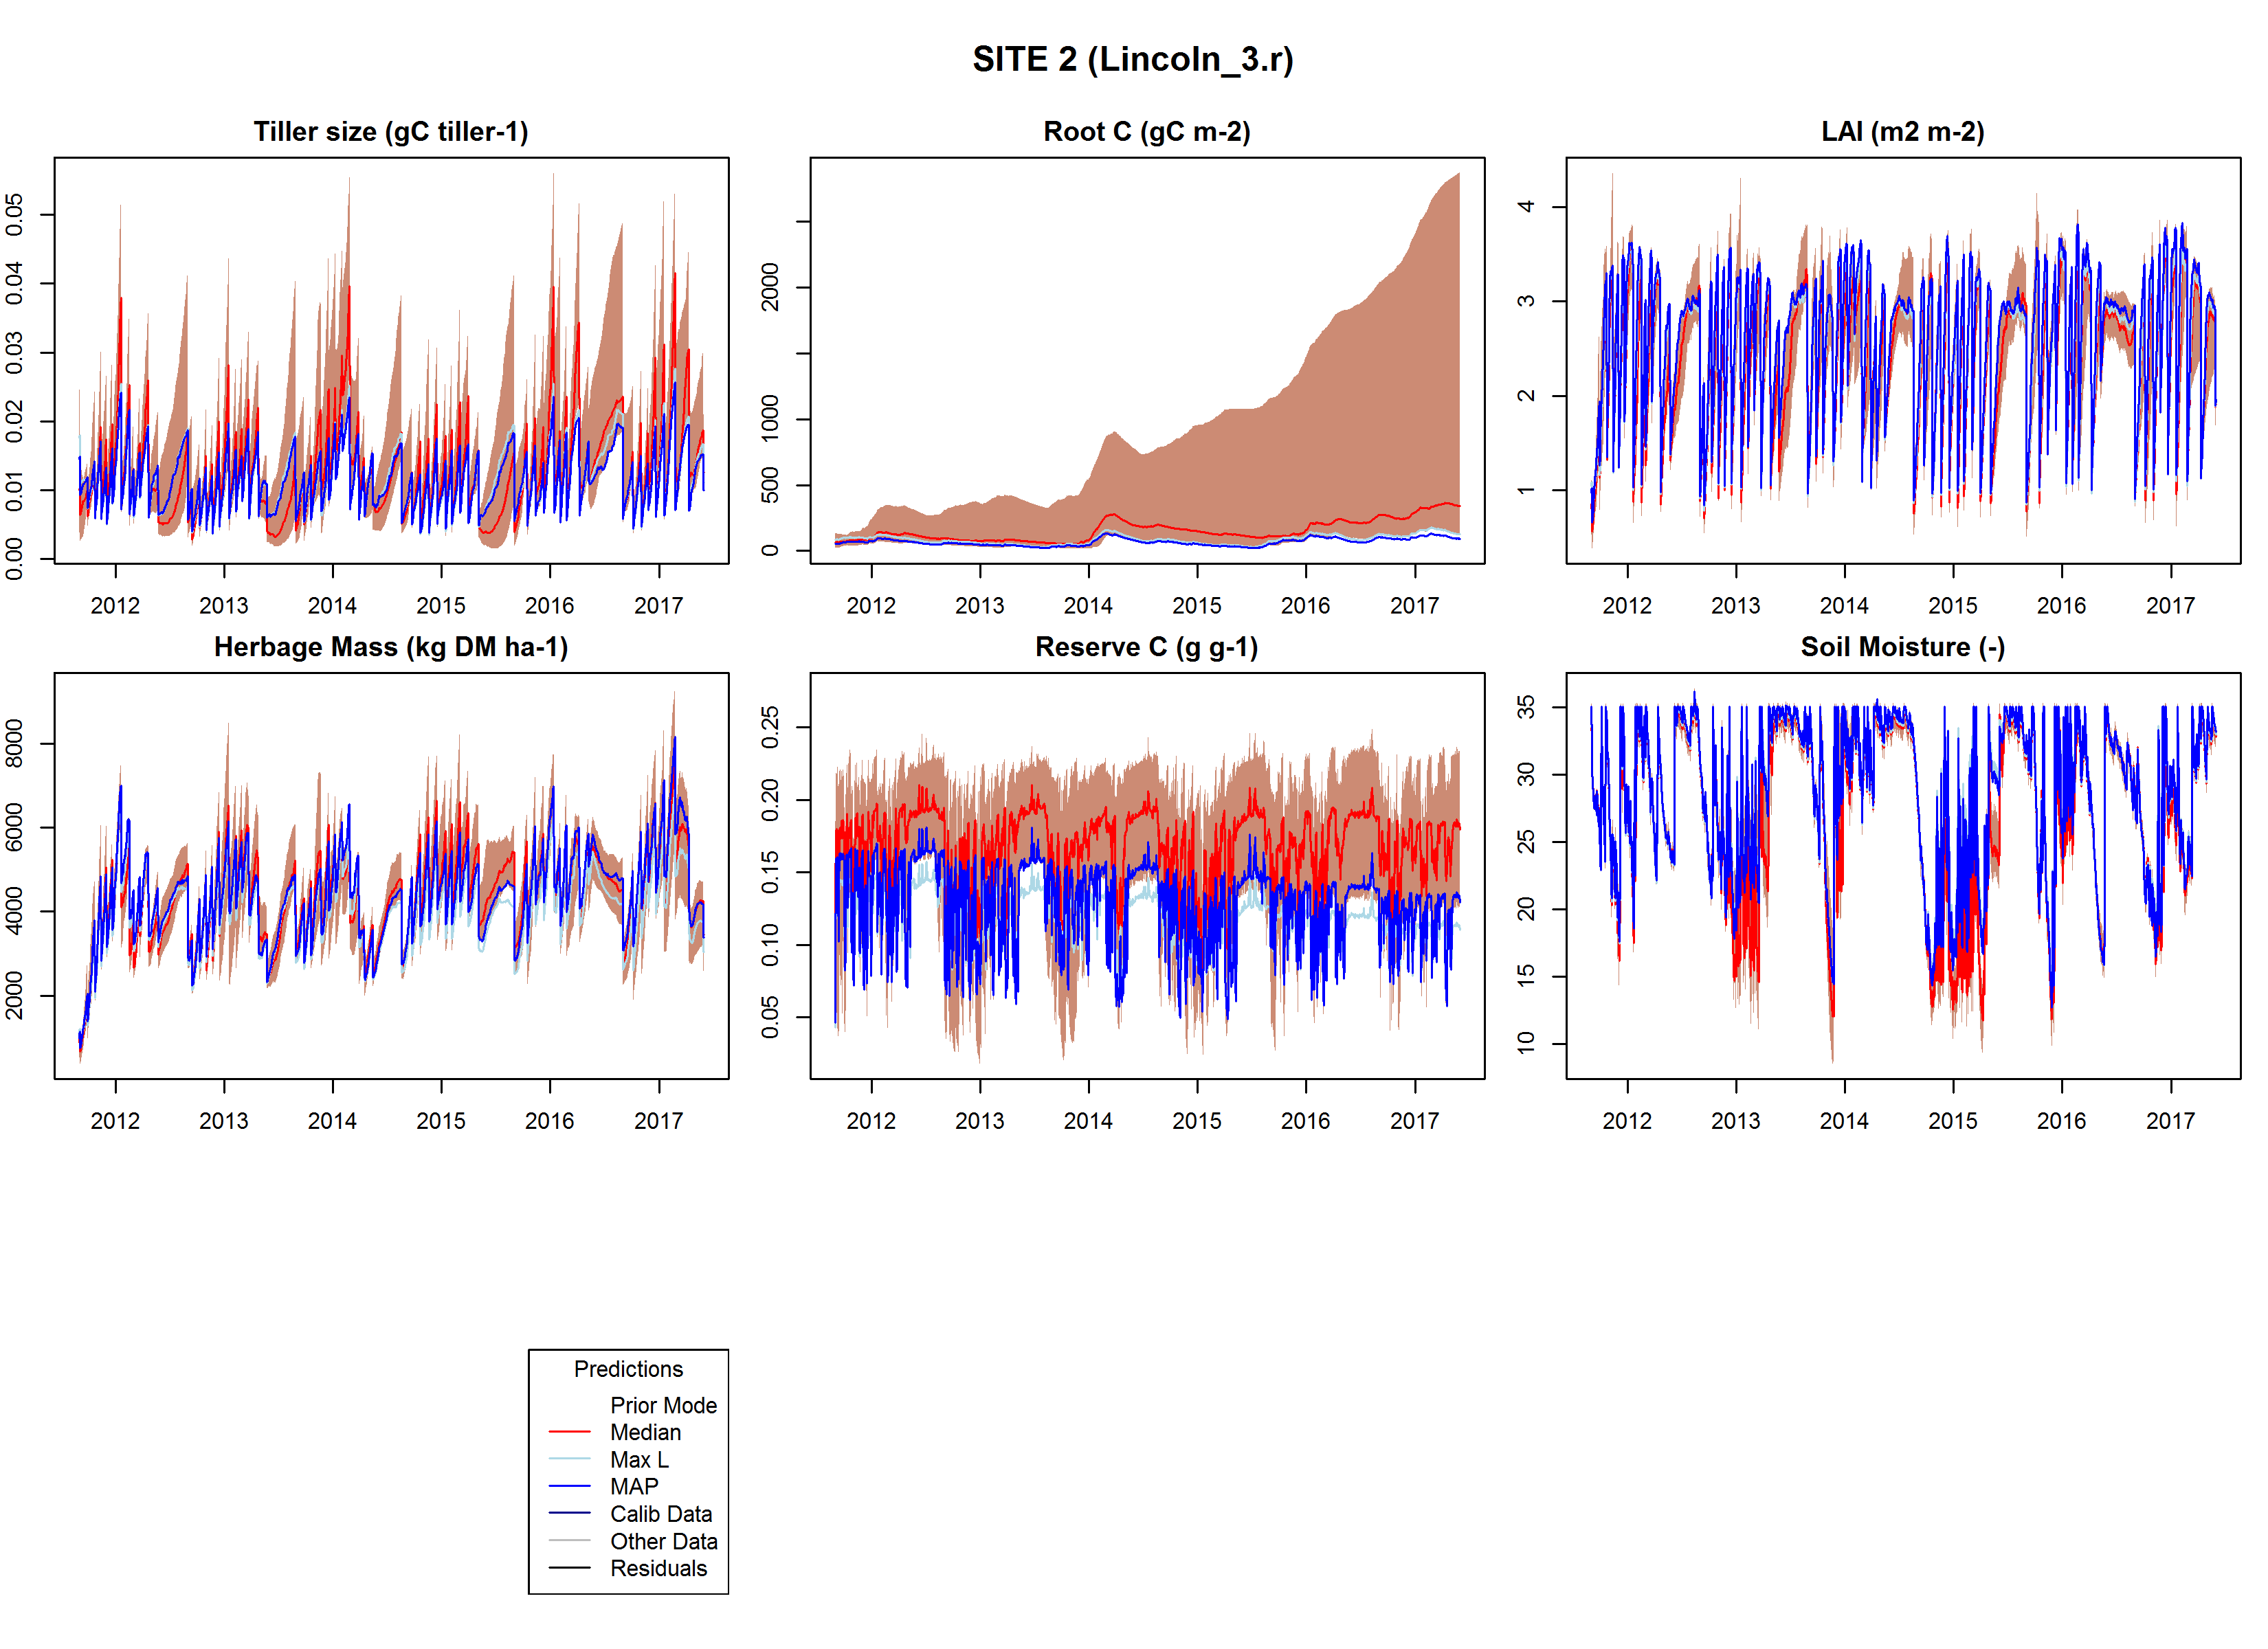 SITE 2 (Lincoln_3.r)
Tiller size (gC tiller-1)
0.00 0.01 0.02 0.03 0.04 0.05
2012 2013 2014 2015 2016 2017
Root C (gC m-2)
0 500 1000 2000
2012 2013 2014 2015 2016 2017
LAI (m2 m-2)
1 2 3 4
2012 2013 2014 2015 2016 2017
Herbage Mass (kg DM ha-1)
2000 4000 6000 8000
2012 2013 2014 2015 2016 2017
Reserve C (g g-1)
0.05 0.10 0.15 0.20 0.25
2012 2013 2014 2015 2016 2017
Soil Moisture (-)
10 15 20 25 30 35
2012 2013 2014 2015 2016 2017
Predictions
Prior Mode
Median
Max L
MAP
Calib Data
Other Data
Residuals